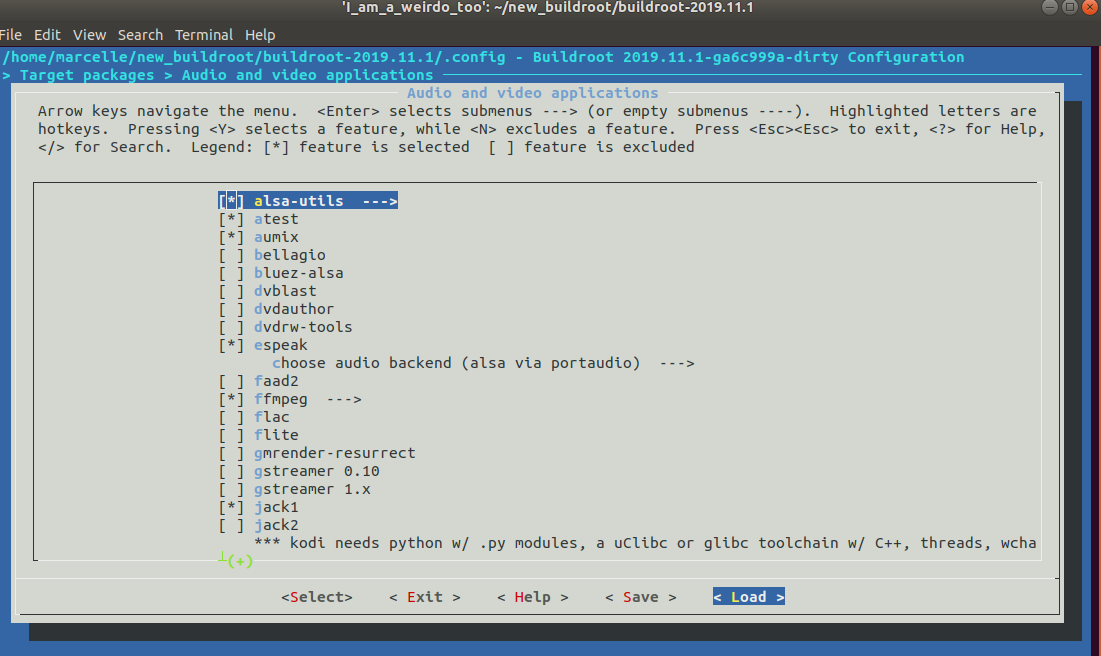 'I_am_a_weirdo_too': ~/new_buildroot/buildroot-2019.11.1
File Edit View Search Terminal Help
/home/marcelle/new_buildroot/buildroot-2019.11.1/.config - Buildroot 2019.11.1-ga6c999a-dirty Configuration
> Target packages > Audio and video applications
Audio and video applications
Arrow keys navigate the menu.  <Enter> selects submenus ---> (or empty submenus ----).  Highlighted letters are
hotkeys.  Pressing <Y> selects a feature, while <N> excludes a feature.  Press <Esc><Esc> to exit, <?> for Help,
</> for Search.  Legend: [*] feature is selected  [ ] feature is excluded
[*] alsa-utils  --->
[*] atest
[*] aumix
[ ] bellagio
[ ] bluez-alsa
[ ] dvblast
[ ] dvdauthor
[ ] dvdrw-tools
[*] espeak
choose audio backend (alsa via portaudio)  --->
[ ] faad2
[*] ffmpeg  --->
[ ] flac
[ ] flite
[ ] gmrender-resurrect
[ ] gstreamer 0.10
[ ] gstreamer 1.x
[*] jack1
[ ] jack2
*** kodi needs python w/ .py modules, a uClibc or glibc toolchain w/ C++, threads, wcha
(+)
<Select>    < Exit >    < Help >    < Save >    < Load >